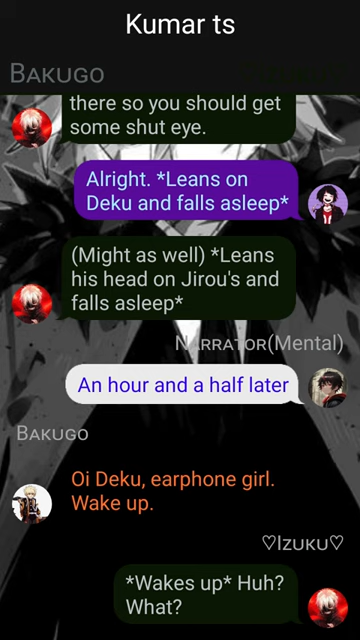 Kumar ts
Bakugo
there so you should get
some shut eye.
Alright. *Leans on
Deku and falls asleep*
(Might as well) *Leans
his head on Jirou's and
falls asleep*
Narrator(Mental)
An hour and a half later
Bakugo
Oi Deku, earphone girl.
Wake up.
♡Izuku♡
*Wakes up* Huh?
What?